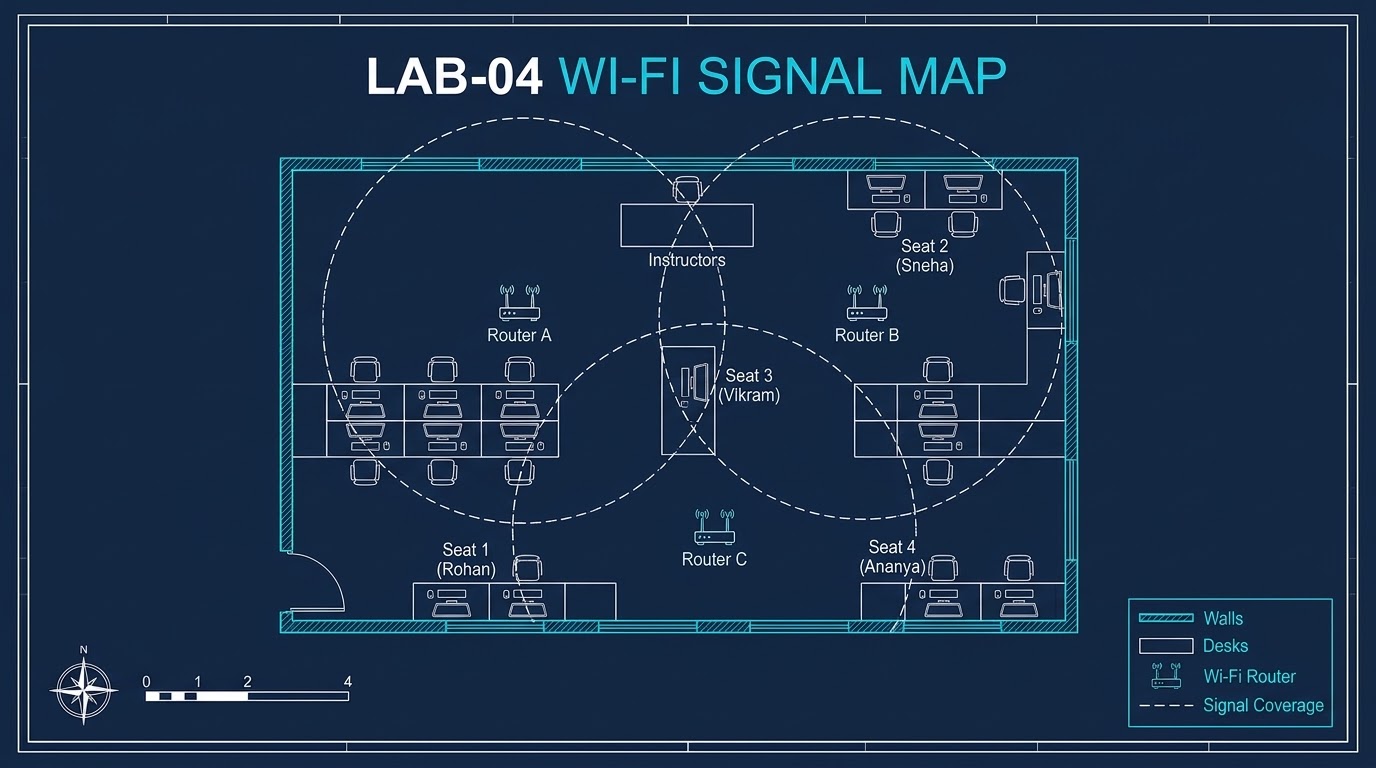 LAB-04 WI-FI SIGNAL MAP
Instructors
Seat 2
(Sneha)
Router A
Router B
Seat 3
(Vikram)
Seat 1
(Rohan)
Router C
Seat 4
(Ananya)
N
0 1 2 4
Walls
Desks
Wi-Fi Router
Signal Coverage